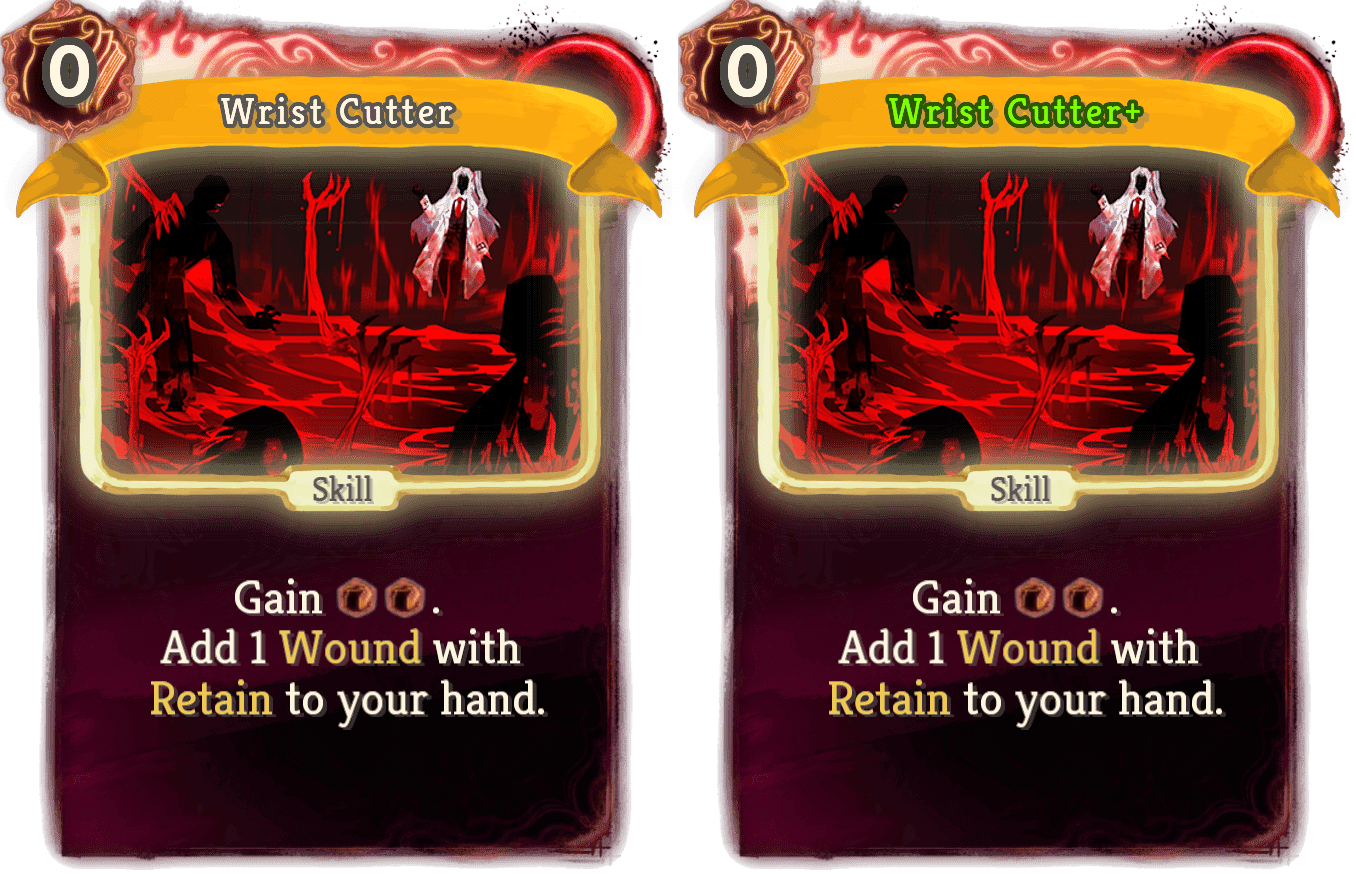 0
Wrist Cutter
Skill
Gain .
Add 1 Wound with
Retain to your hand.
0
Wrist Cutter+
Skill
Gain .
Add 1 Wound with
Retain to your hand.